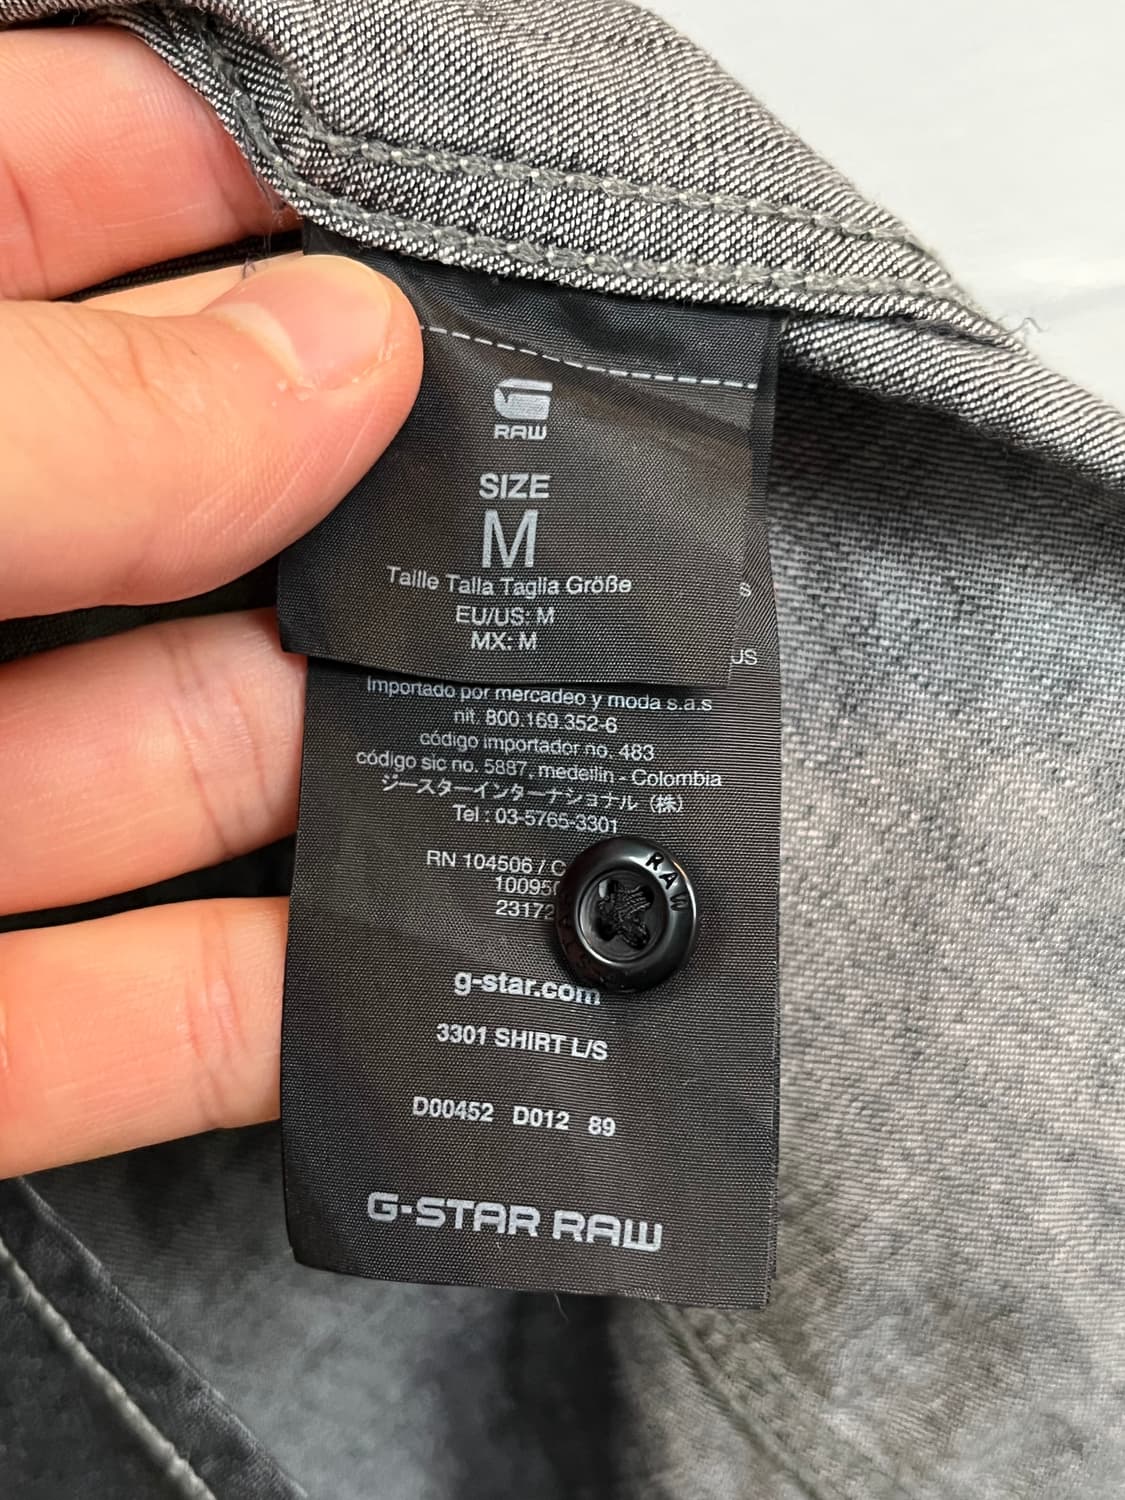 RAW
SIZE
M
Taille Talla Taglia Größe
EU/US: M
MX: M
S
US
Importado por mercadeo y moda s.a.s
nit. 800.169.352-6
código importador no. 483
código sic no. 5887, medellin - Colombia
ジースターインターナショナル（株）
Tel : 03-5765-3301
RN 104506 / C
RAW
g-star.com
3301 SHIRT L/S
D00452 D012 89
G-STAR RAW